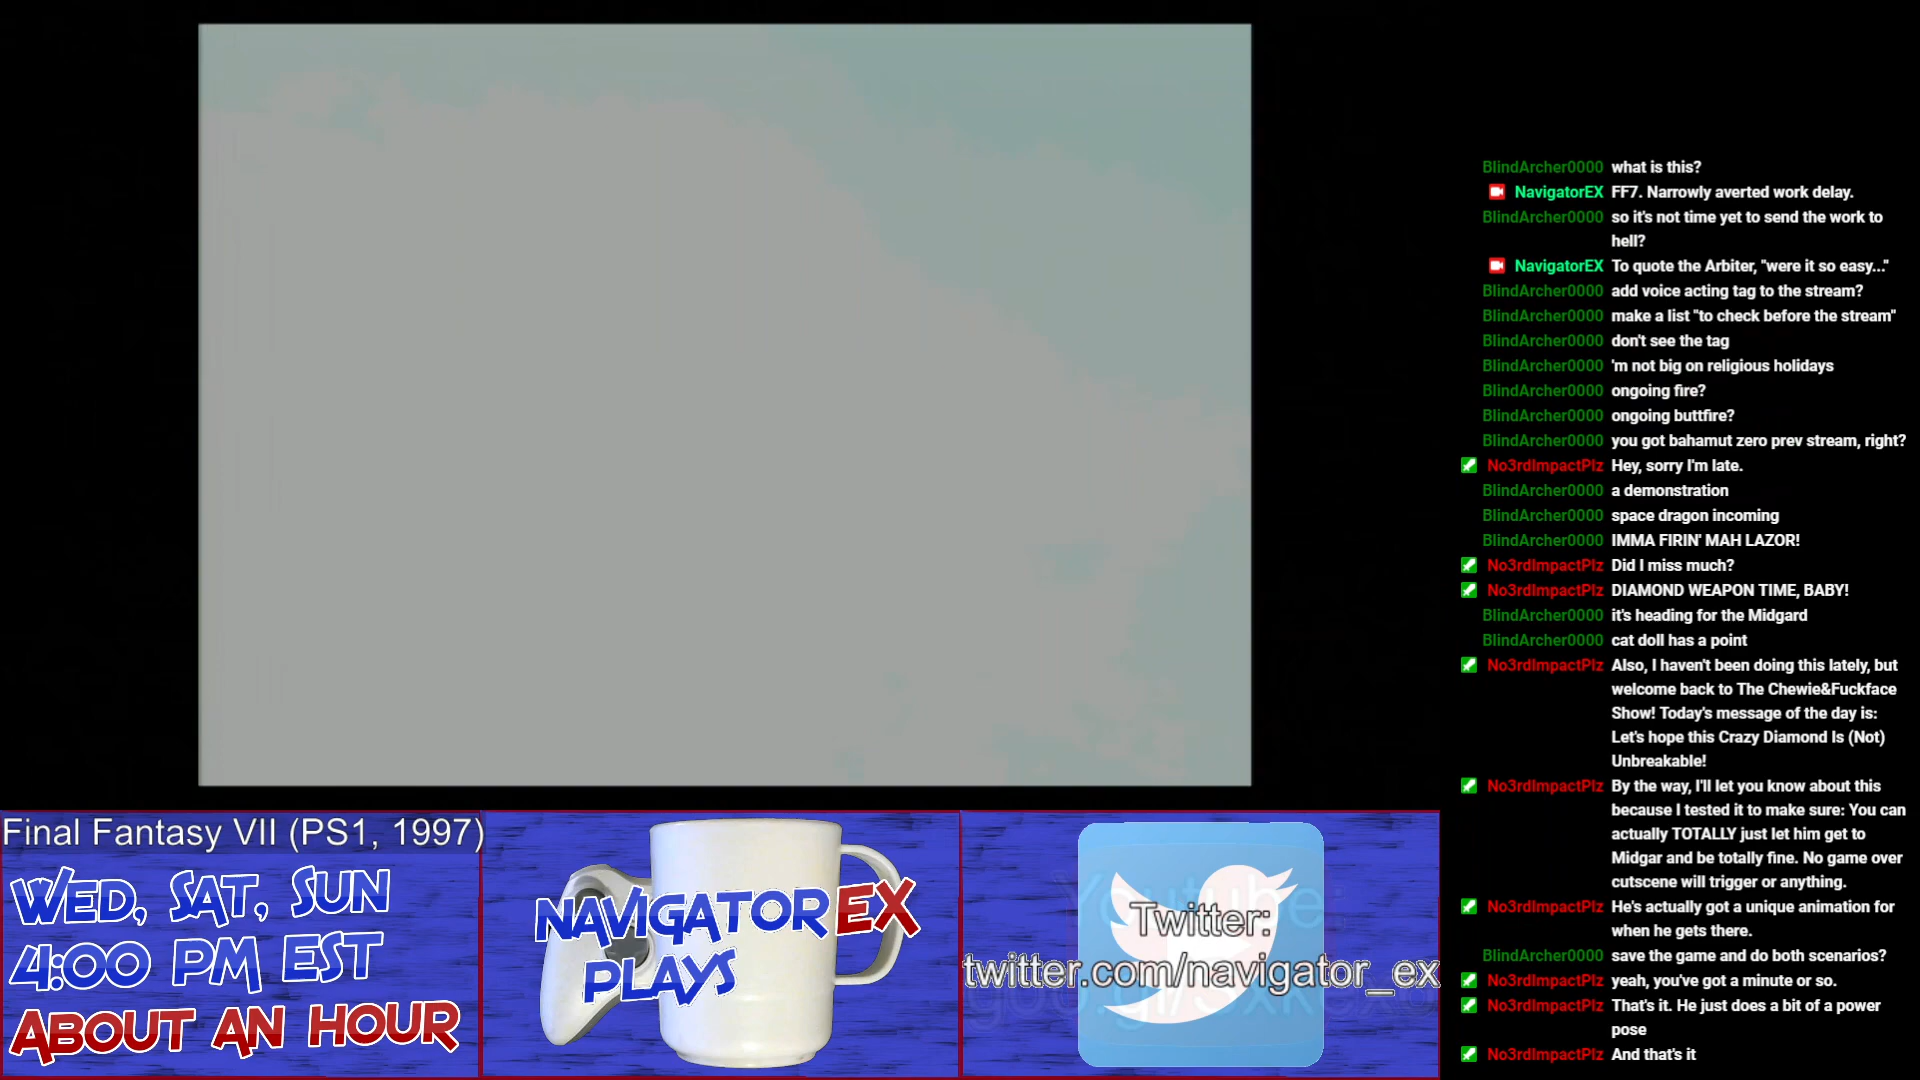 BlindArcher0000 what is this?
NavigatorEX FF7. Narrowly averted work delay.
BlindArcher0000 so it's not time yet to send the work to
hell?
NavigatorEX To quote the Arbiter, "were it so easy..."
BlindArcher0000 add voice acting tag to the stream?
BlindArcher0000 make a list "to check before the stream"
BlindArcher0000 don't see the tag
BlindArcher0000 'm not big on religious holidays
BlindArcher0000 ongoing fire?
BlindArcher0000 ongoing buttfire?
BlindArcher0000 you got bahamut zero prev stream, right?
No3rdImpactPlz Hey, sorry I'm late.
BlindArcher0000 a demonstration
BlindArcher0000 space dragon incoming
BlindArcher0000 IMMA FIRIN' MAH LAZOR!
No3rdImpactPlz Did I miss much?
No3rdImpactPlz DIAMOND WEAPON TIME, BABY!
BlindArcher0000 it's heading for the Midgard
BlindArcher0000 cat doll has a point
No3rdImpactPlz Also, I haven't been doing this lately, but
welcome back to The Chewie&Fuckface
Show! Today's message of the day is:
Let's hope this Crazy Diamond Is (Not)
Unbreakable!
No3rdImpactPlz By the way, I'll let you know about this
because I tested it to make sure: You can
actually TOTALLY just let him get to
Midgar and be totally fine. No game over
cutscene will trigger or anything.
No3rdImpactPlz He's actually got a unique animation for
when he gets there.
BlindArcher0000 save the game and do both scenarios?
No3rdImpactPlz yeah, you've got a minute or so.
No3rdImpactPlz That's it. He just does a bit of a power
pose
No3rdImpactPlz And that's it
Final Fantasy VII (PS1, 1997)
WED, SAT, SUN
4:00 PM EST
ABOUT AN HOUR
NAVIGATOREX
PLAYS
Youtube:
Twitter:
twitter.com/navigator_ex